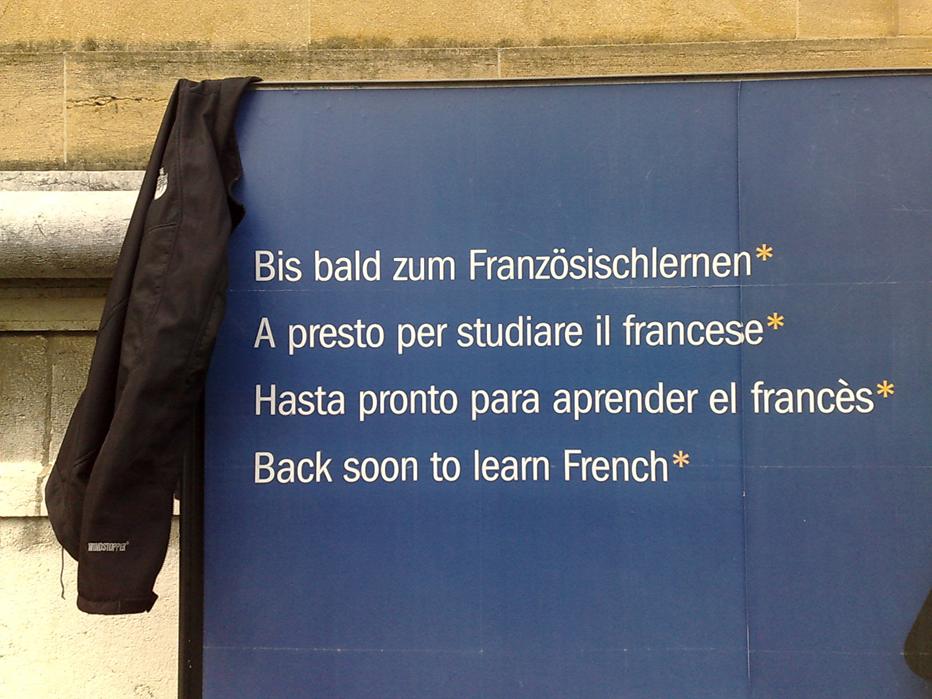 Bis bald zum Französischlernen*
A presto per studiare il francese*
Hasta pronto para aprender el francès*
Back soon to learn French*
WINDSTOPPER®